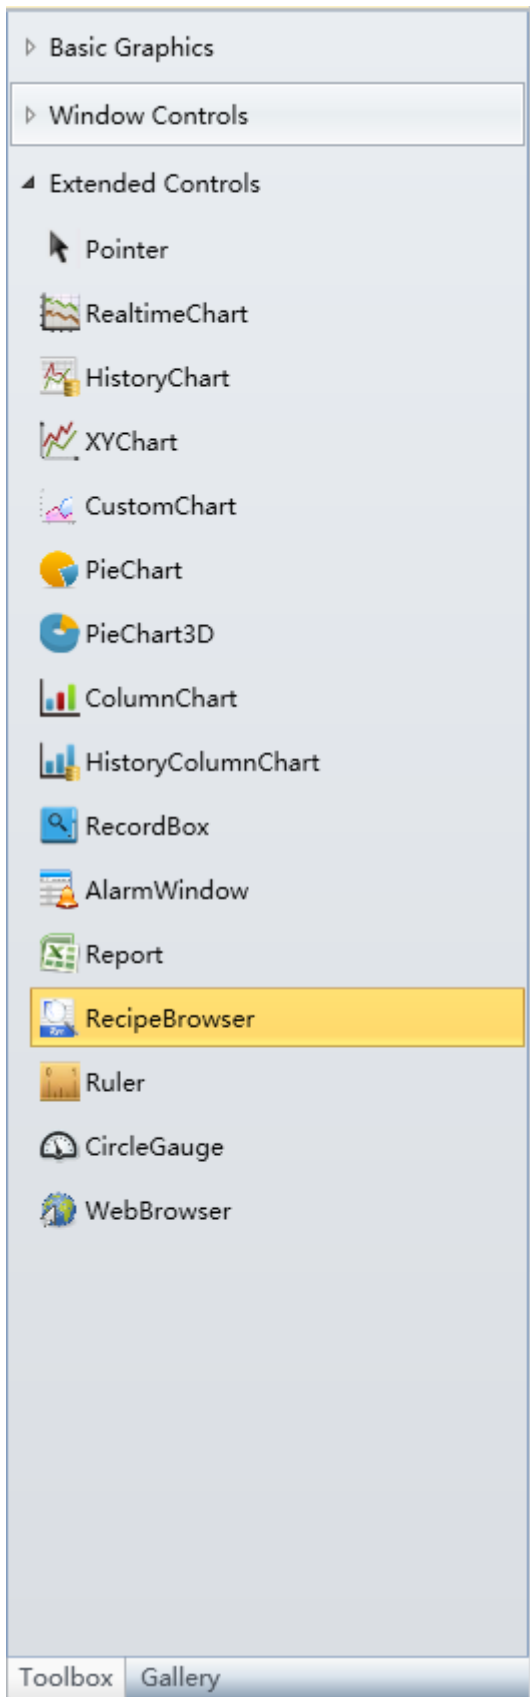 Basic Graphics
Window Controls
Extended Controls
Pointer
RealtimeChart
HistoryChart
XYChart
CustomChart
PieChart
PieChart3D
ColumnChart
HistoryColumnChart
RecordBox
AlarmWindow
Report
RecipeBrowser
Ruler
CircleGauge
WebBrowser
Toolbox Gallery